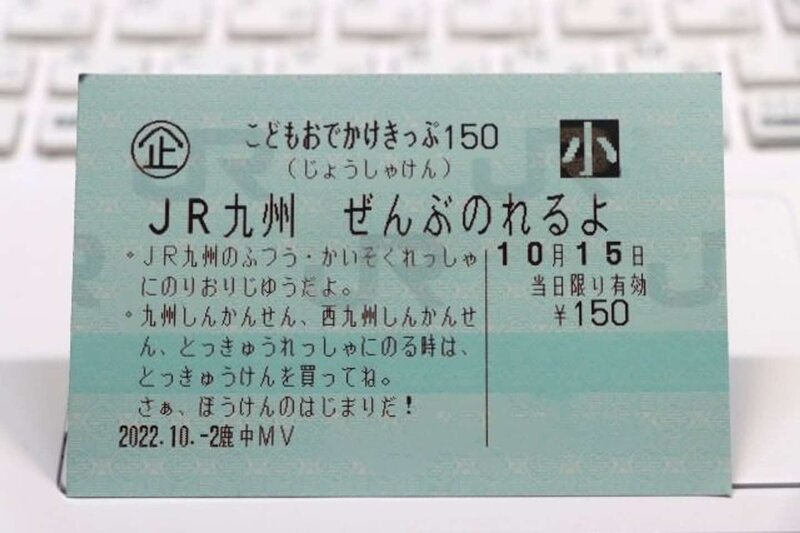 企
こどもおでかけきっぷ150
小
（じょうしゃけん）
ＪＲ九州　ぜんぶのれるよ
＊ＪＲ九州のふつう・かいそくれっしゃ
にのりおりじゆうだよ。
＊九州しんかんせん、西九州しんかんせ
ん、とっきゅうれっしゃにのる時は、
とっきゅうけんを買ってね。
さぁ、ぼうけんのはじまりだ！
１０月１５日
当日限り有効
￥150
2022.10.-2鹿中ＭＶ